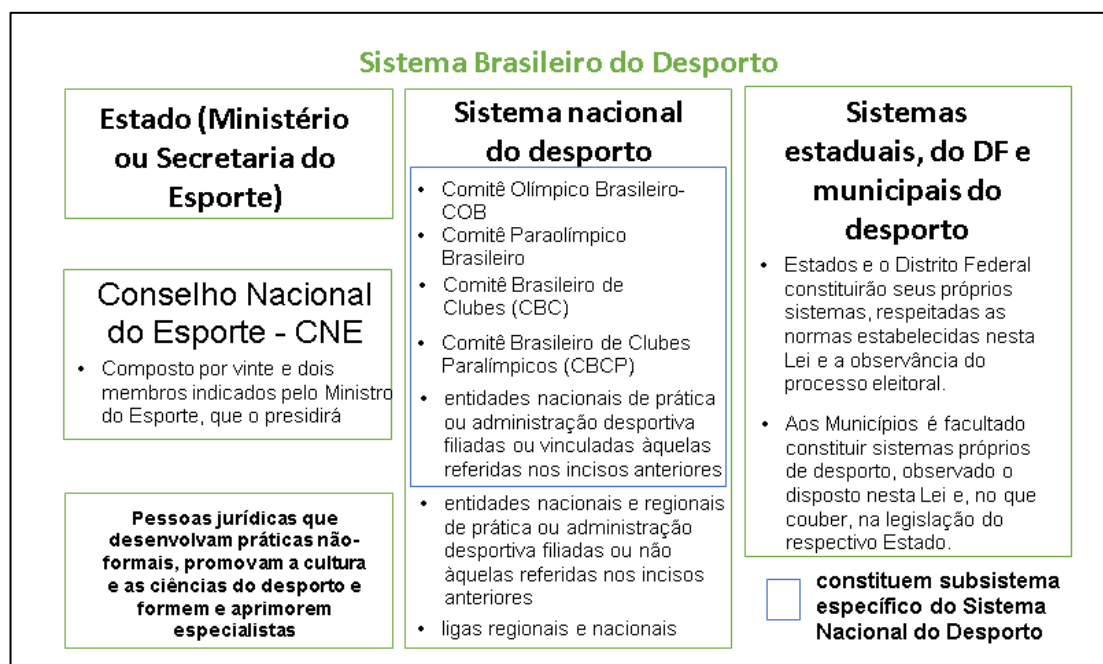 Sistema Brasileiro do Desporto
Estado (Ministério
ou Secretaria do
Esporte)
Conselho Nacional
do Esporte - CNE
• Composto por vinte e dois
membros indicados pelo Ministro
do Esporte, que o presidirá
Pessoas jurídicas que
desenvolvam práticas não-
formais, promovam a cultura
e as ciências do desporto e
formem e aprimorem
especialistas
Sistema nacional
do desporto
• Comitê Olímpico Brasileiro-
COB
• Comitê Paraolímpico
Brasileiro
• Comitê Brasileiro de
Clubes (CBC)
• Comitê Brasileiro de Clubes
Paralímpicos (CBCP)
• entidades nacionais de prática
ou administração desportiva
filiadas ou vinculadas àquelas
referidas nos incisos anteriores
• entidades nacionais e regionais
de prática ou administração
desportiva filiadas ou não
àquelas referidas nos incisos
anteriores
• ligas regionais e nacionais
Sistemas
estaduais, do DF e
municipais do
desporto
• Estados e o Distrito Federal
constituirão seus próprios
sistemas, respeitadas as
normas estabelecidas nesta
Lei e a observância do
processo eleitoral.
• Aos Municípios é facultado
constituir sistemas próprios
de desporto, observado o
disposto nesta Lei e, no que
couber, na legislação do
respectivo Estado.
constituem subsistema
específico do Sistema
Nacional do Desporto